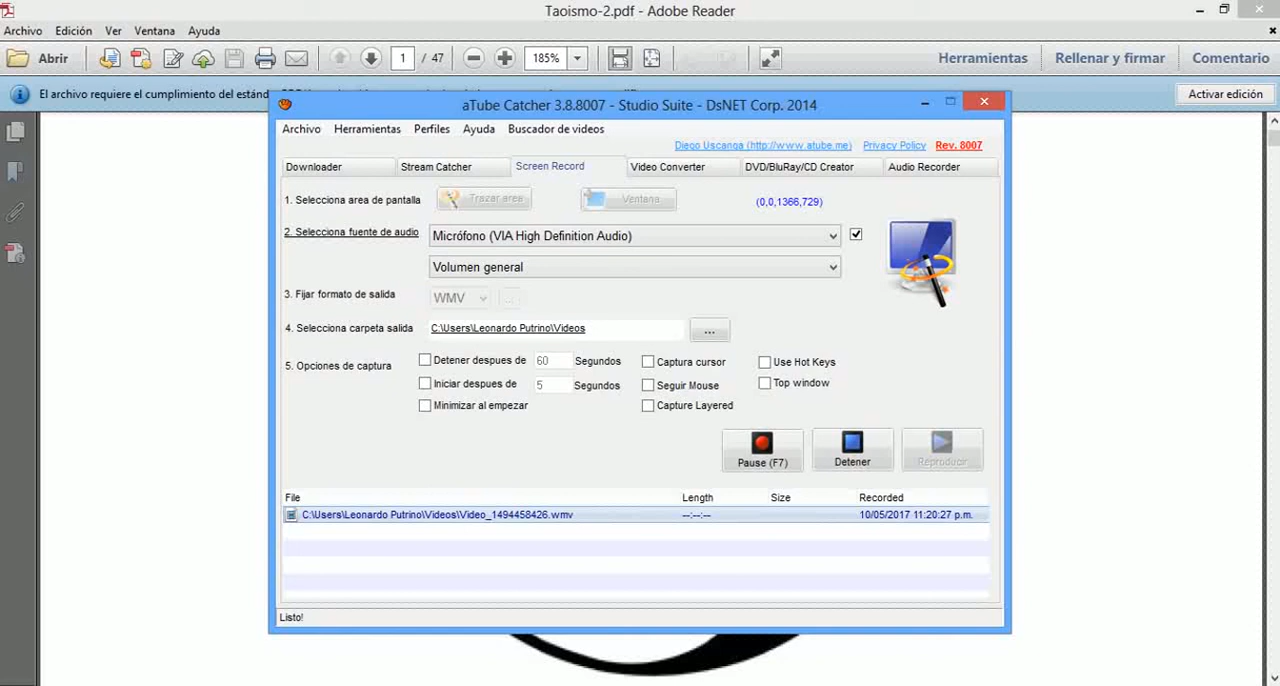 Taoismo-2.pdf - Adobe Reader
Archivo Edición Ver Ventana Ayuda
Abrir 1 / 47 185% Herramientas Rellenar y firmar Comentario
El archivo requiere el cumplimiento del estánd Activar edición
aTube Catcher 3.8.8007 - Studio Suite - DsNET Corp. 2014
Archivo Herramientas Perfiles Ayuda Buscador de videos
Diego Uscanga (http://www.atube.me) Privacy Policy Rev. 8007
Downloader Stream Catcher Screen Record Video Converter DVD/BluRay/CD Creator Audio Recorder
1. Selecciona area de pantalla Trazar area Ventana (0,0,1366,729)
2. Selecciona fuente de audio Micrófono (VIA High Definition Audio)
Volumen general
3. Fijar formato de salida WMV ...
4. Selecciona carpeta salida C:\Users\Leonardo Putrino\Videos ...
5. Opciones de captura Detener despues de 60 Segundos Captura cursor Use Hot Keys
Iniciar despues de 5 Segundos Seguir Mouse Top window
Minimizar al empezar Capture Layered
Pause (F7) Detener Reproducir
File Length Size Recorded
C:\Users\Leonardo Putrino\Videos\Video_1494458426.wmv --:--:-- 10/05/2017 11:20:27 p.m.
Listo!